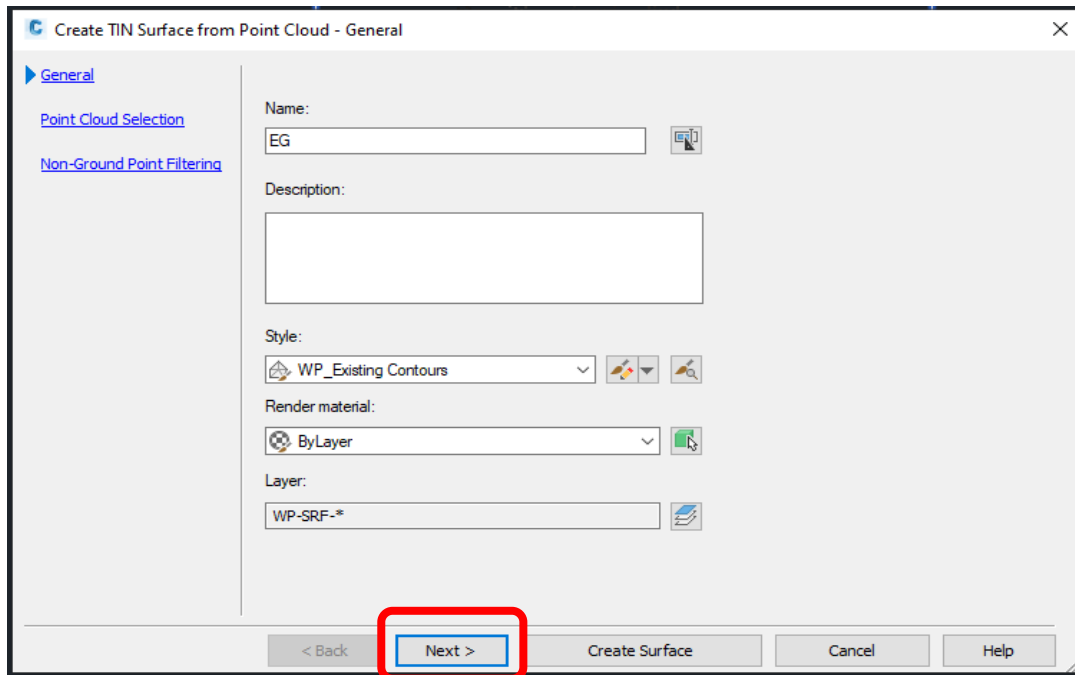 Create TIN Surface from Point Cloud - General
General
Point Cloud Selection
Non-Ground Point Filtering
Name:
EG
Description:
Style:
WP_Existing Contours
Render material:
ByLayer
Layer:
WP-SRF-*
< Back
Next >
Create Surface
Cancel
Help